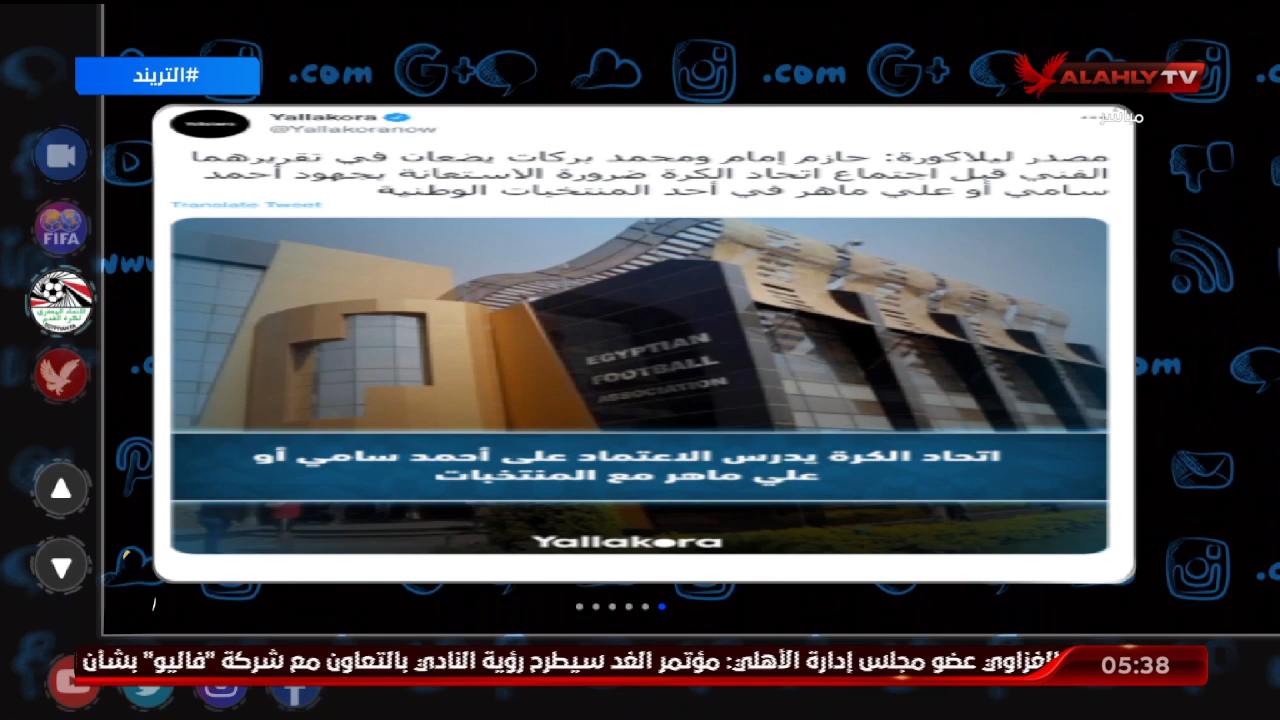 #التريند
ALAHLY TV
مباشر
Yallakora
@Yallakoranow
مصدر ليلاكورة: حازم إمام ومحمد بركات يضعان في تقريرهما
الفني قبل اجتماع اتحاد الكرة ضرورة الاستعانة بجهود أحمد
سامي أو علي ماهر في أحد المنتخبات الوطنية
Translate Tweet
FIFA
EGYPTIAN
FOOTBALL
ASSOCIATION
اتحاد الكرة يدرس الاعتماد على أحمد سامي أو
علي ماهر مع المنتخبات
Yallakora
الغزاوي عضو مجلس إدارة الأهلي: مؤتمر الغد سيطرح رؤية النادي بالتعاون مع شركة "فاليو" بشأن
05:38
.com
.com
www